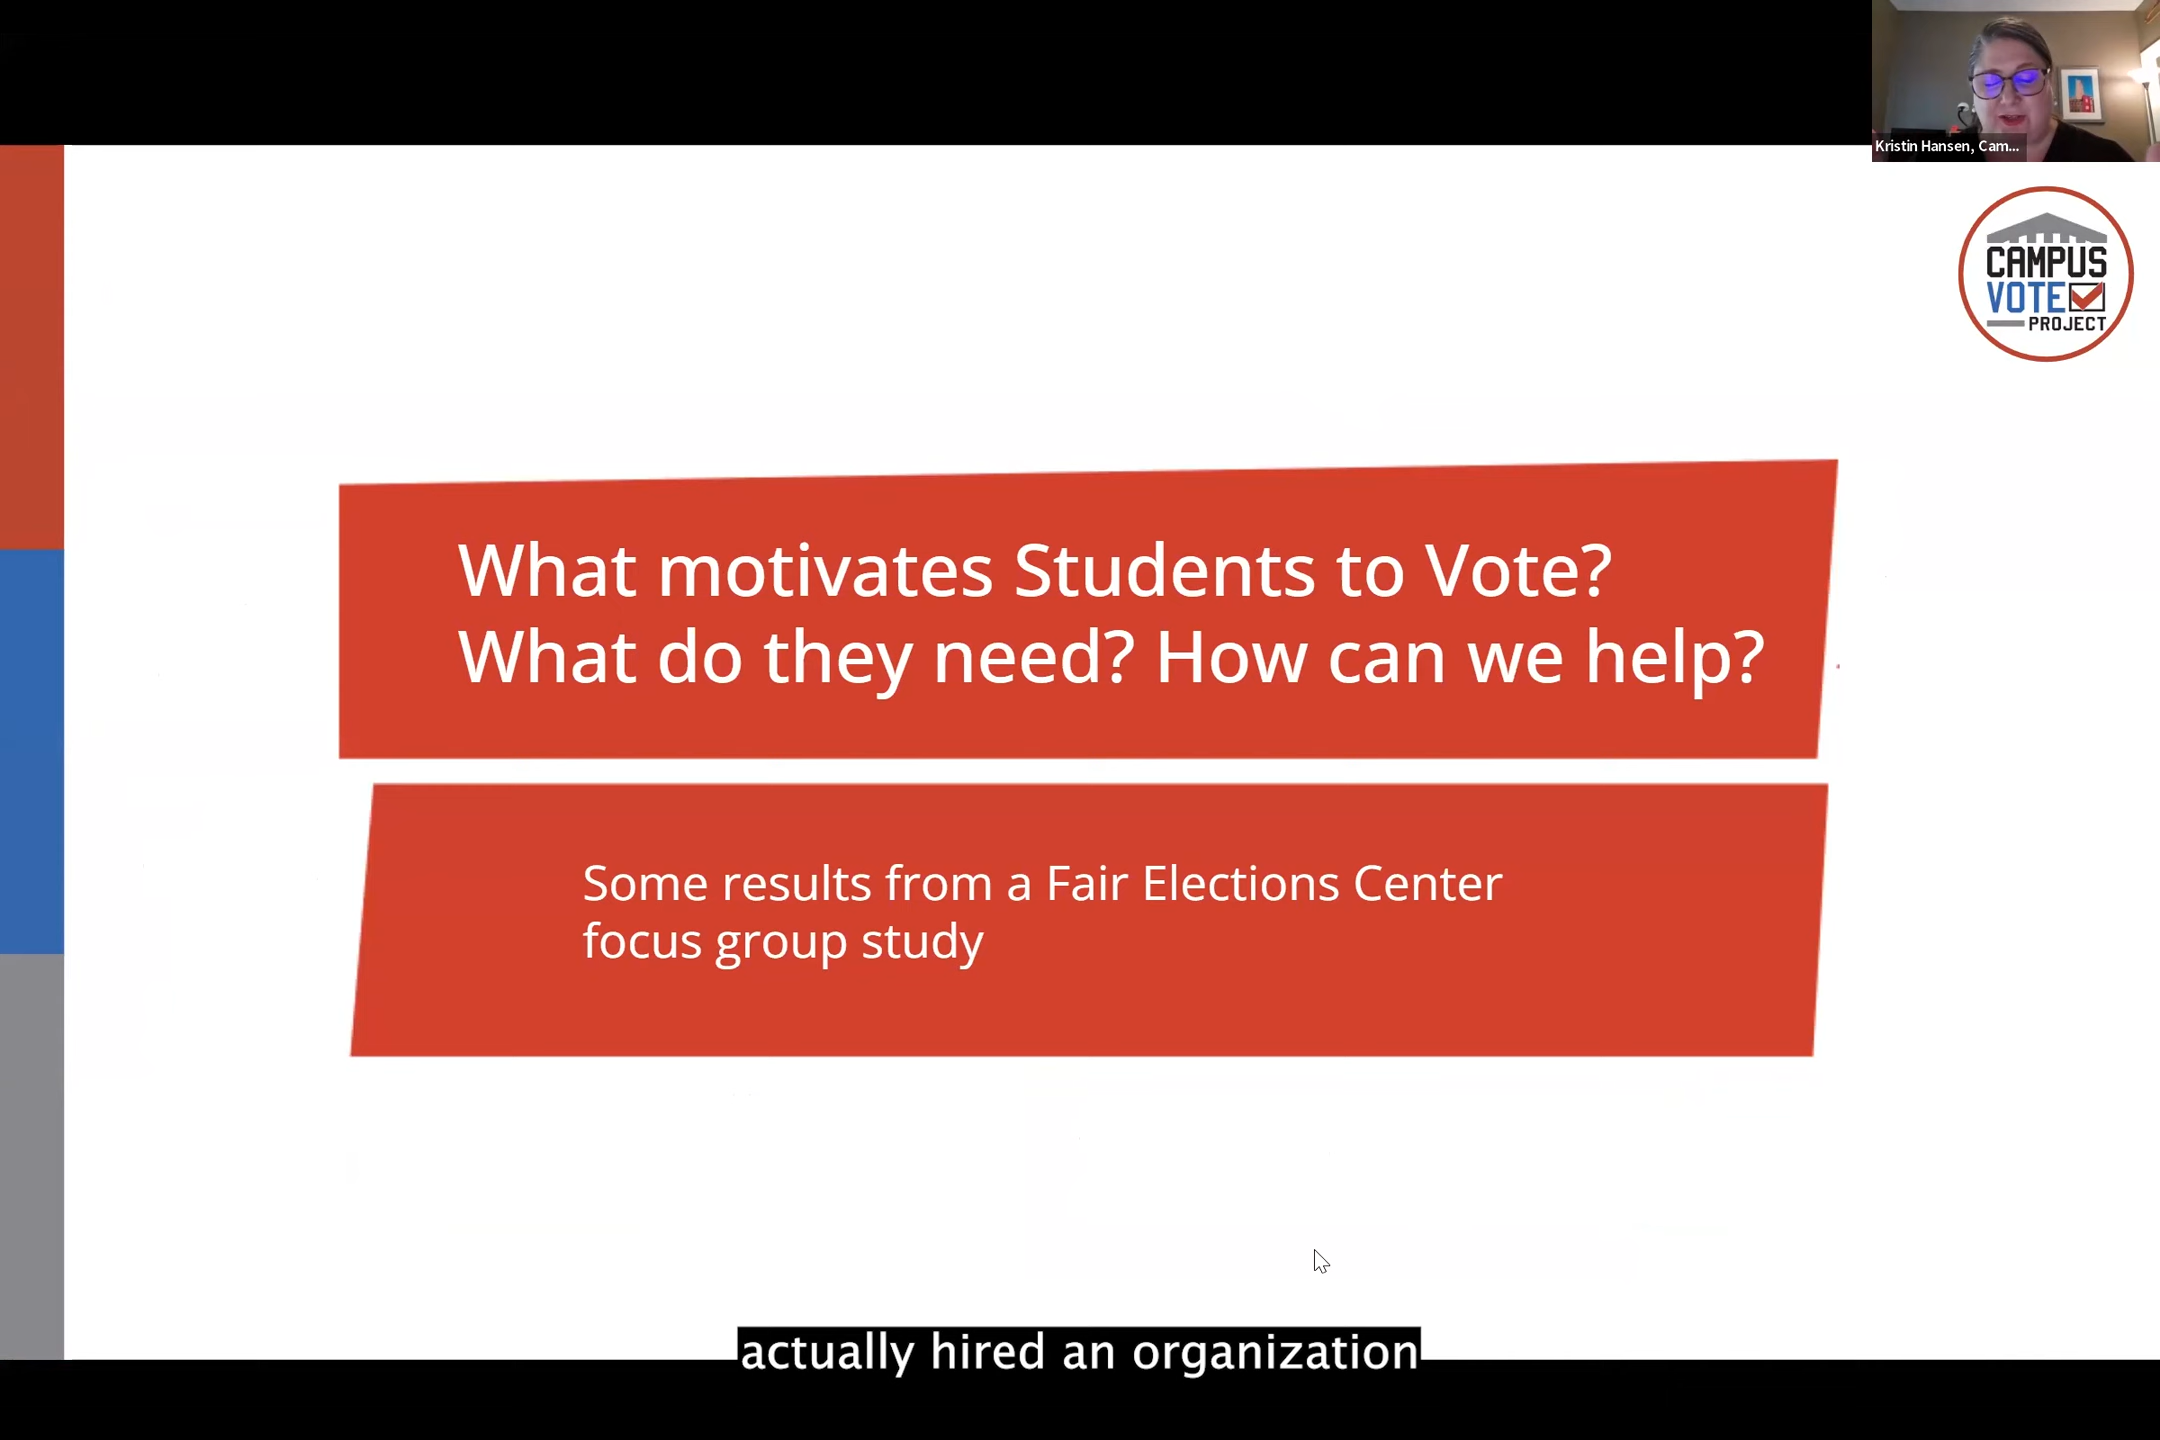 Kristin Hansen, Cam...
CAMPUS
VOTE
PROJECT
What motivates Students to Vote?
What do they need? How can we help?
Some results from a Fair Elections Center
focus group study
actually hired an organization